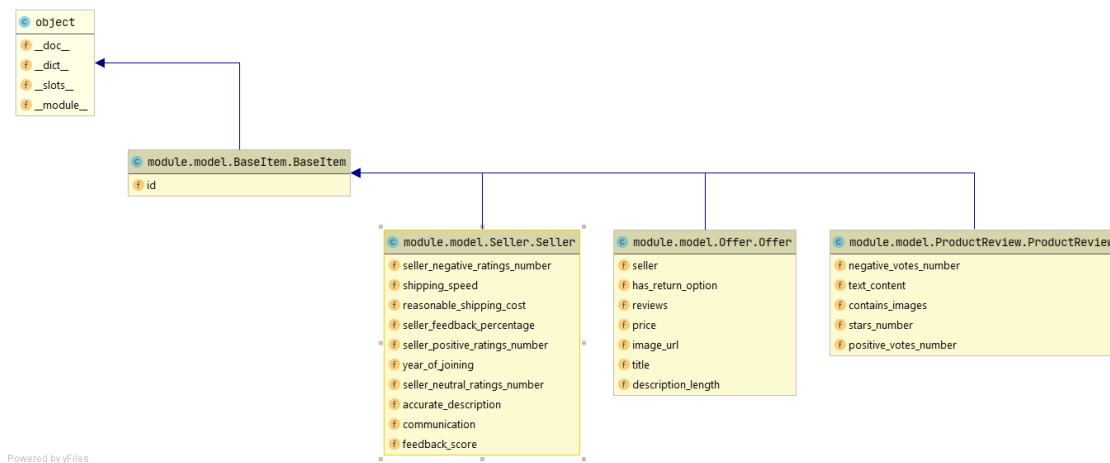 object
__doc__
__dict__
__slots__
__module__
module.model.BaseItem.BaseItem
id
module.model.Seller.Seller
seller_negative_ratings_number
shipping_speed
reasonable_shipping_cost
seller_feedback_percentage
seller_positive_ratings_number
year_of_joining
seller_neutral_ratings_number
accurate_description
communication
feedback_score
module.model.Offer.Offer
seller
has_return_option
reviews
price
image_url
title
description_length
module.model.ProductReview.ProductReview
negative_votes_number
text_content
contains_images
stars_number
positive_votes_number
Powered by yFiles